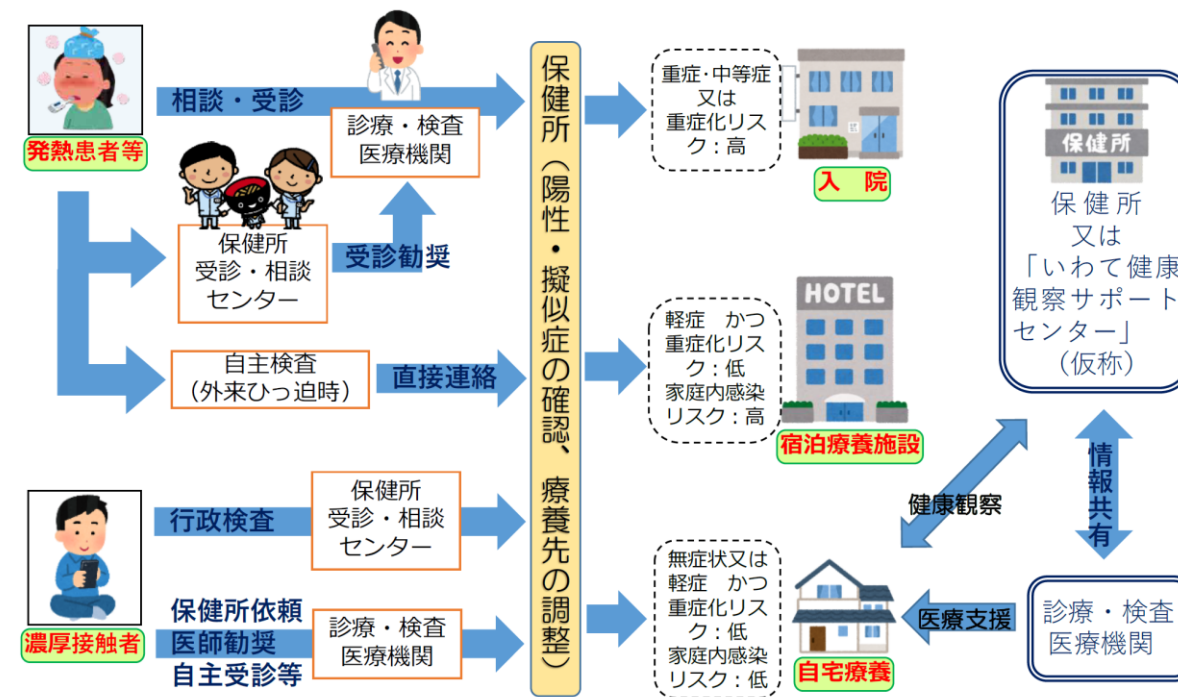 発熱患者等
相談・受診
診療・検査
医療機関
保健所
受診・相談
センター
受診勧奨
自主検査
（外来ひっ迫時）
直接連絡
濃厚接触者
行政検査
保健所
受診・相談
センター
保健所依頼
医師勧奨
自主受診等
診療・検査
医療機関
保健所（陽性・擬似症の確認、療養先の調整）
重症・中等症
又は
重症化リス
ク：高
入　院
軽症　かつ
重症化リス
ク：低
家庭内感染
リスク：高
HOTEL
宿泊療養施設
無症状又は
軽症　かつ
重症化リス
ク：低
家庭内感染
リスク：低
自宅療養
保健所
保健所
又は
「いわて健康
観察サポート
センター」
（仮称）
健康観察
情報共有
医療支援
診療・検査
医療機関